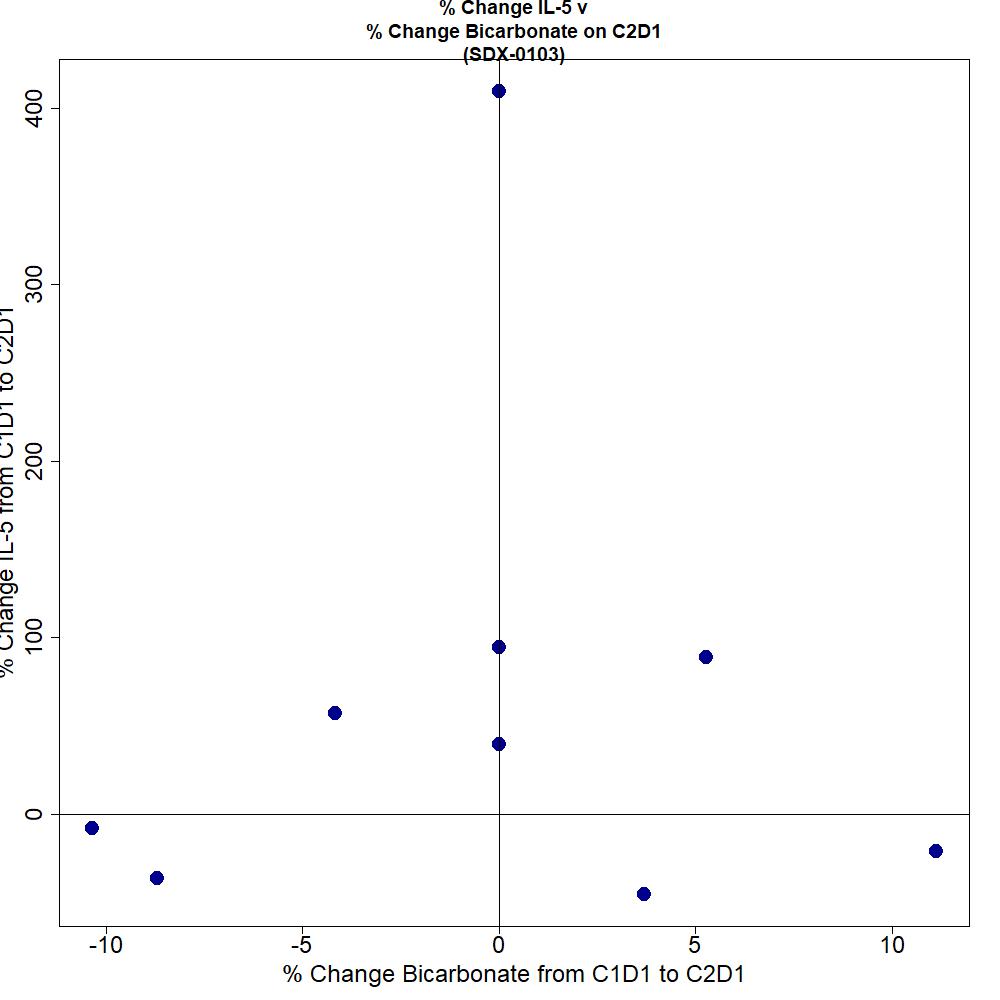 % Change IL-5 v
% Change Bicarbonate on C2D1
(SDX-0103)
% Change IL-5 from C1D1 to C2D1
400
300
200
100
0
-10
-5
0
5
10
% Change Bicarbonate from C1D1 to C2D1